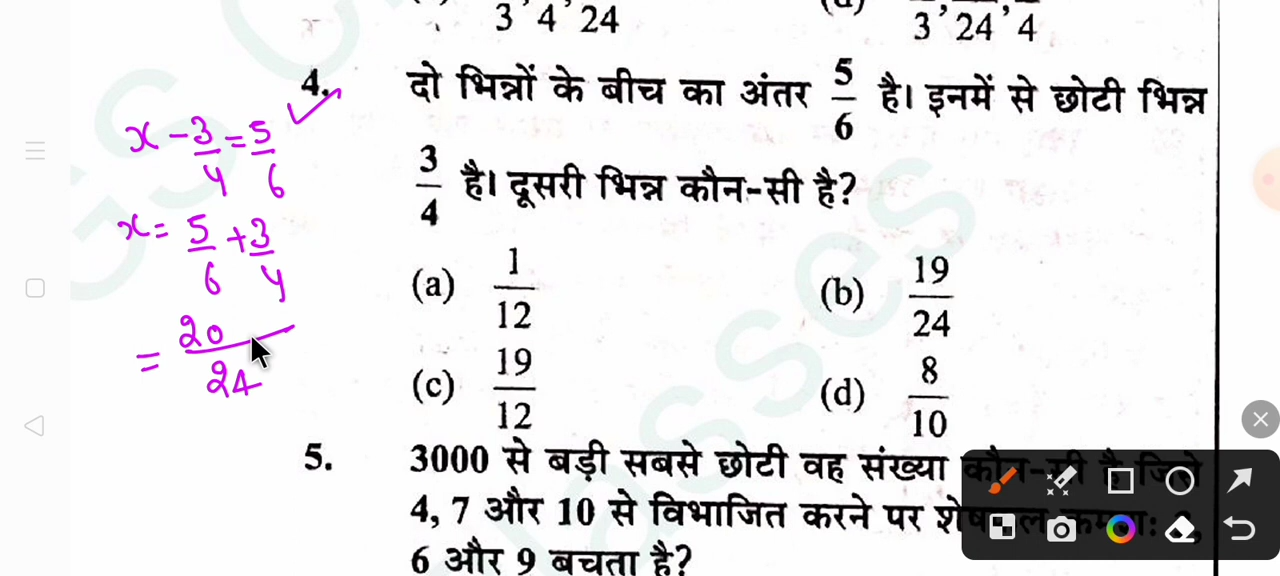 3 , 4 , 24
(d) 3 , 24 , 4
4. दो भिन्नों के बीच का अंतर 5/6 है। इनमें से छोटी भिन्न
3/4 है। दूसरी भिन्न कौन-सी है?
(a) 1/12 (b) 19/24
(c) 19/12 (d) 8/10
5. 3000 से बड़ी सबसे छोटी वह संख्या कौन-सी है जिसे
4, 7 और 10 से विभाजित करने पर शेषफल क्रमशः
6 और 9 बचता है?
x - 3/4 = 5/6
x = 5/6 + 3/4
= 20/24